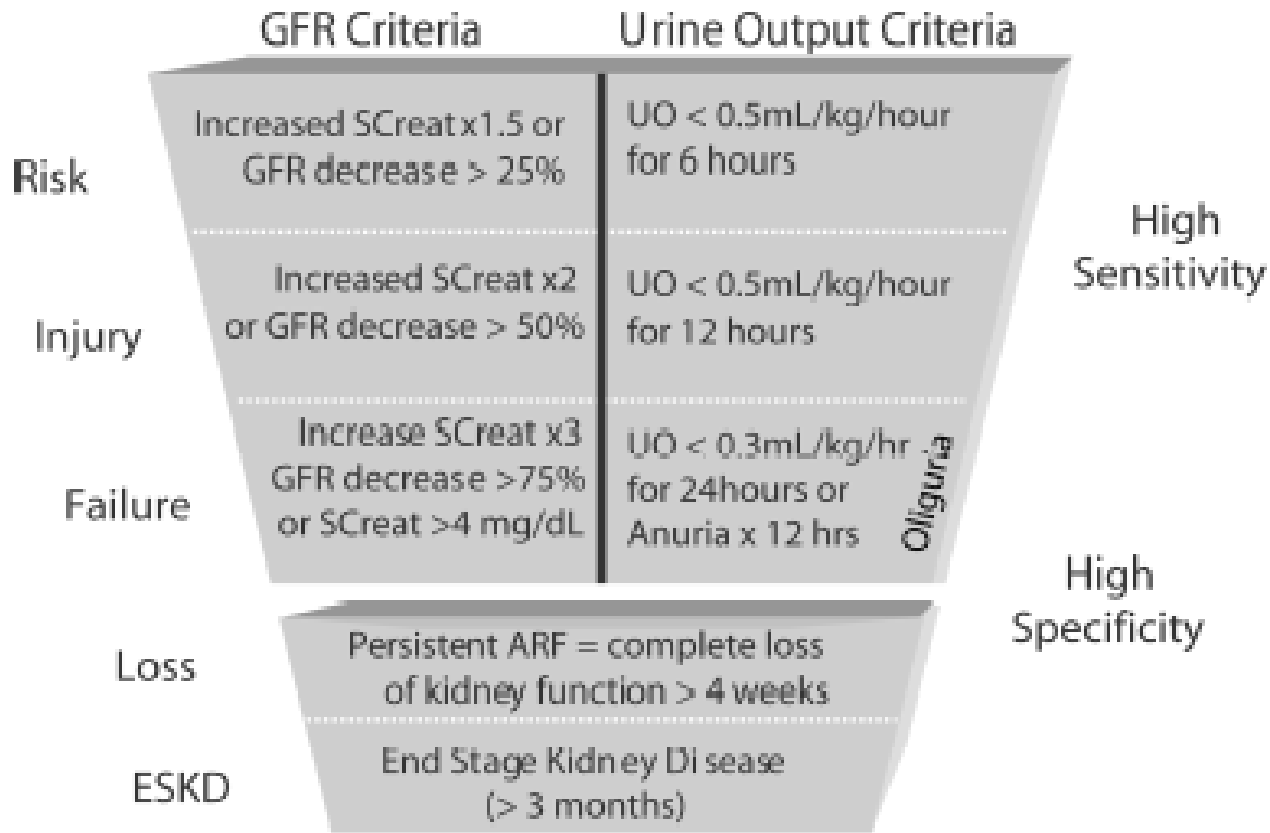 GFR Criteria
Urine Output Criteria
Risk
Increased SCreat x1.5 or
GFR decrease > 25%
UO < 0.5mL/kg/hour
for 6 hours
High
Sensitivity
Injury
Increased SCreat x2
or GFR decrease > 50%
UO < 0.5mL/kg/hour
for 12 hours
Failure
Increase SCreat x3
GFR decrease >75%
or SCreat >4 mg/dL
UO < 0.3mL/kg/hr
for 24hours or
Anuria x 12 hrs
Oliguria
High
Specificity
Loss
Persistent ARF = complete loss
of kidney function > 4 weeks
ESKD
End Stage Kidney Disease
(> 3 months)